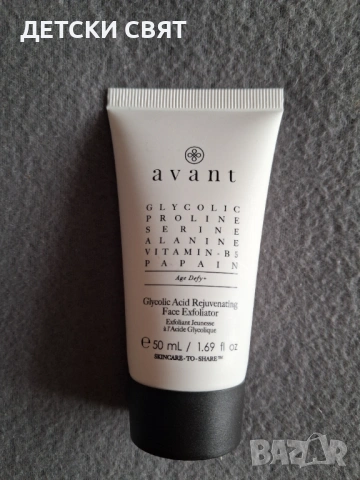 ДЕТСКИ СВЯТ
avant
GLYCOLIC
PROLINE
SERINE
ALANINE
VITAMIN-B5
PAPAIN
Age Defy+
Glycolic Acid Rejuvenating
Face Exfoliator
Exfoliant Jeunesse
à l'Acide Glycolique
℮ 50 mL / 1.69 fl oz
SKINCARE-TO-SHARE™
BAZAR